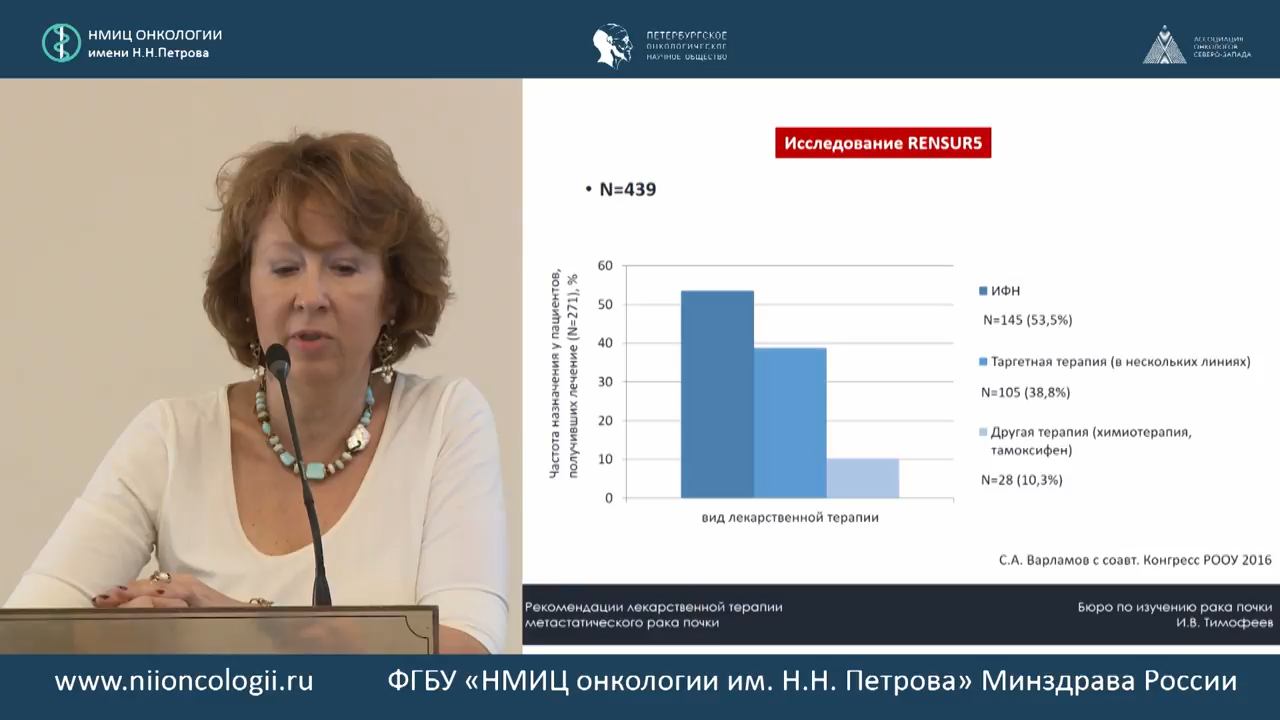 НМИЦ ОНКОЛОГИИ
имени Н.Н.Петрова
ПЕТЕРБУРГСКОЕ
ОНКОЛОГИЧЕСКОЕ
НАУЧНОЕ ОБЩЕСТВО
АССОЦИАЦИЯ
ОНКОЛОГОВ
СЕВЕРО-ЗАПАДА
Исследование RENSUR5
• N=439
Частота назначения у пациентов,
получивших лечение (N=271), %
60
50
40
30
20
10
0
вид лекарственной терапии
ИФН
N=145 (53,5%)
Таргетная терапия (в нескольких линиях)
N=105 (38,8%)
Другая терапия (химиотерапия,
тамоксифен)
N=28 (10,3%)
С.А. Варламов с соавт. Конгресс РООУ 2016
Рекомендации лекарственной терапии
метастатического рака почки
Бюро по изучению рака почки
И.В. Тимофеев
www.niioncologii.ru
ФГБУ «НМИЦ онкологии им. Н.Н. Петрова» Минздрава России